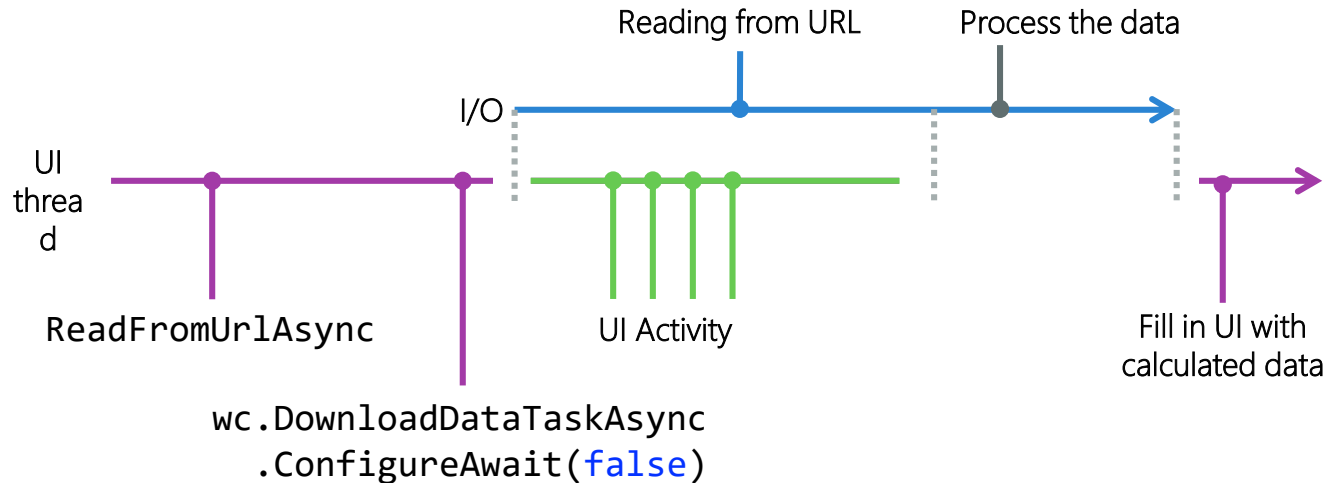 Reading from URL
Process the data
I/O
UI
threa
d
ReadFromUrlAsync
UI Activity
Fill in UI with
calculated data
wc.DownloadDataTaskAsync
.ConfigureAwait(false)